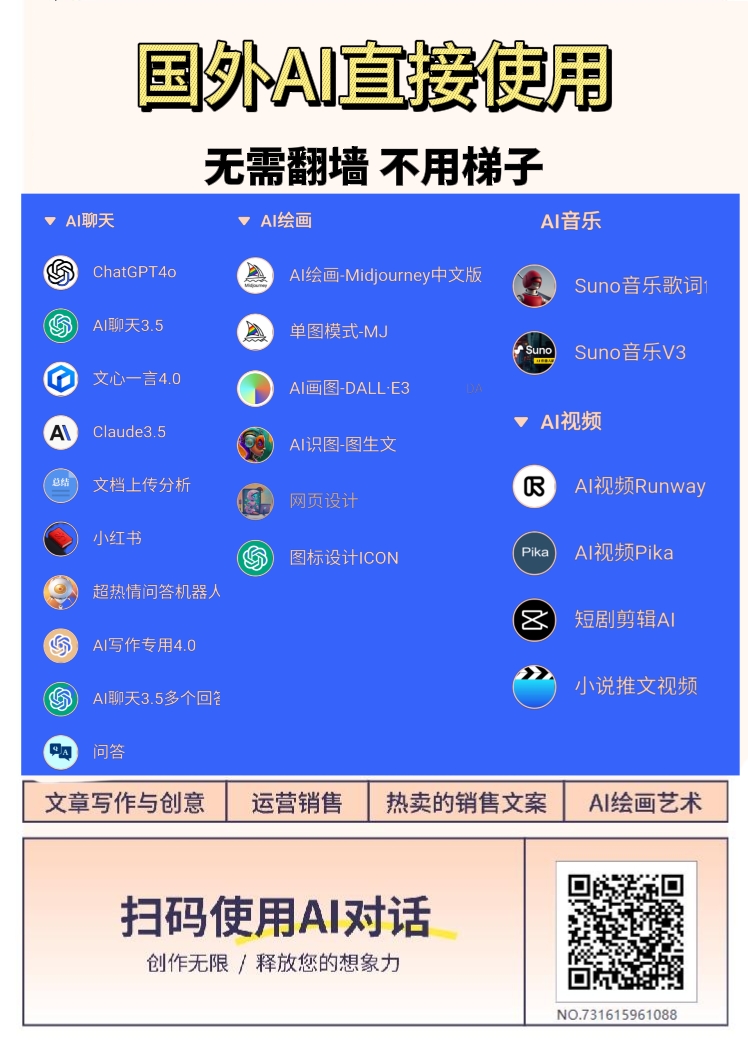 国外AI直接使用
无需翻墙 不用梯子
AI聊天
ChatGPT4o
AI聊天3.5
文心一言4.0
Claude3.5
总结
文档上传分析
小红书
超热情问答机器人
AI写作专用4.0
AI聊天3.5多个回答
问答
AI绘画
Midjourney
AI绘画-Midjourney中文版
单图模式-MJ
AI画图-DALL·E3
AI识图-图生文
网页设计
图标设计ICON
AI音乐
Suno音乐歌词
Suno
Suno音乐V3
AI视频
AI视频Runway
Pika
AI视频Pika
短剧剪辑AI
小说推文视频
文章写作与创意
运营销售
热卖的销售文案
AI绘画艺术
扫码使用AI对话
创作无限 / 释放您的想象力
NO.731615961088